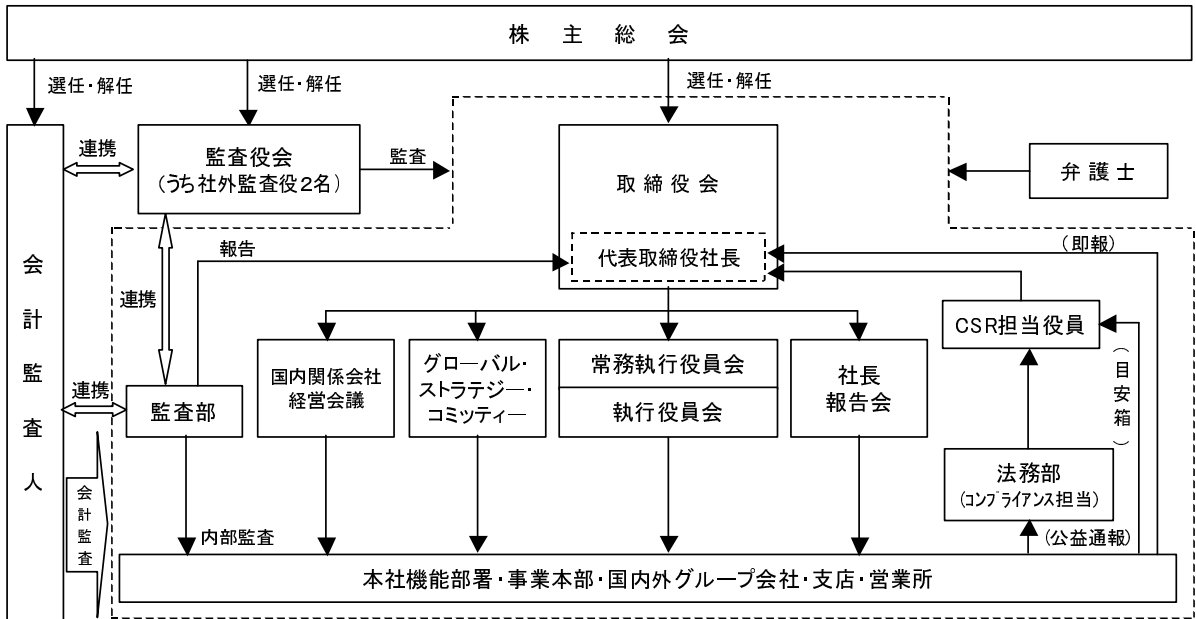 株主総会
選任・解任
選任・解任
選任・解任
連携
監査役会
(うち社外監査役2名)
監査
取締役会
弁護士
報告
代表取締役社長
(即報)
会計監査人
連携
CSR担当役員
国内関係会社
経営会議
グローバル・
ストラテジー・
コミッティー
常務執行役員会
執行役員会
社長
報告会
(目安箱)
連携
監査部
法務部
(コンプライアンス担当)
会計監査
内部監査
(公益通報)
本社機能部署・事業本部・国内外グループ会社・支店・営業所